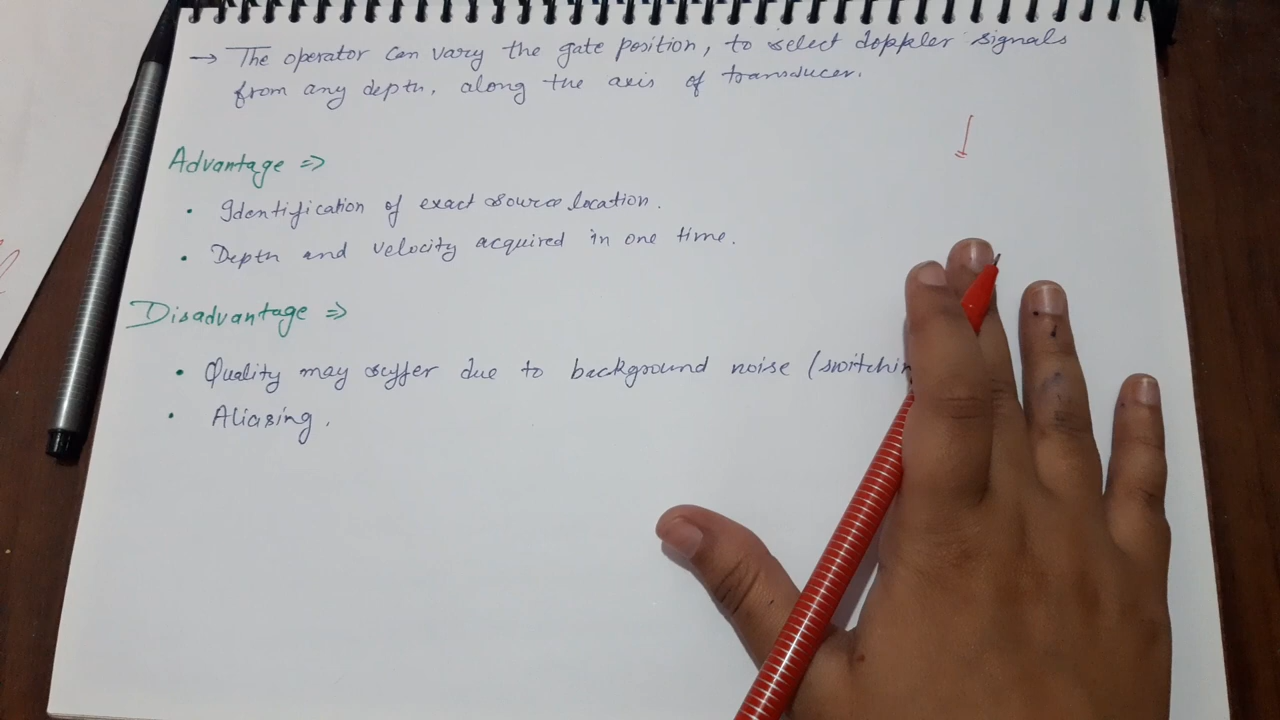 → The operator can vary the gate position, to select doppler signals
from any depth, along the axis of transducer.
Advantage ⇒
• Identification of exact source location.
• Depth and velocity acquired in one time.
Disadvantage ⇒
• Quality may suffer due to background noise (switchin
• Aliasing.